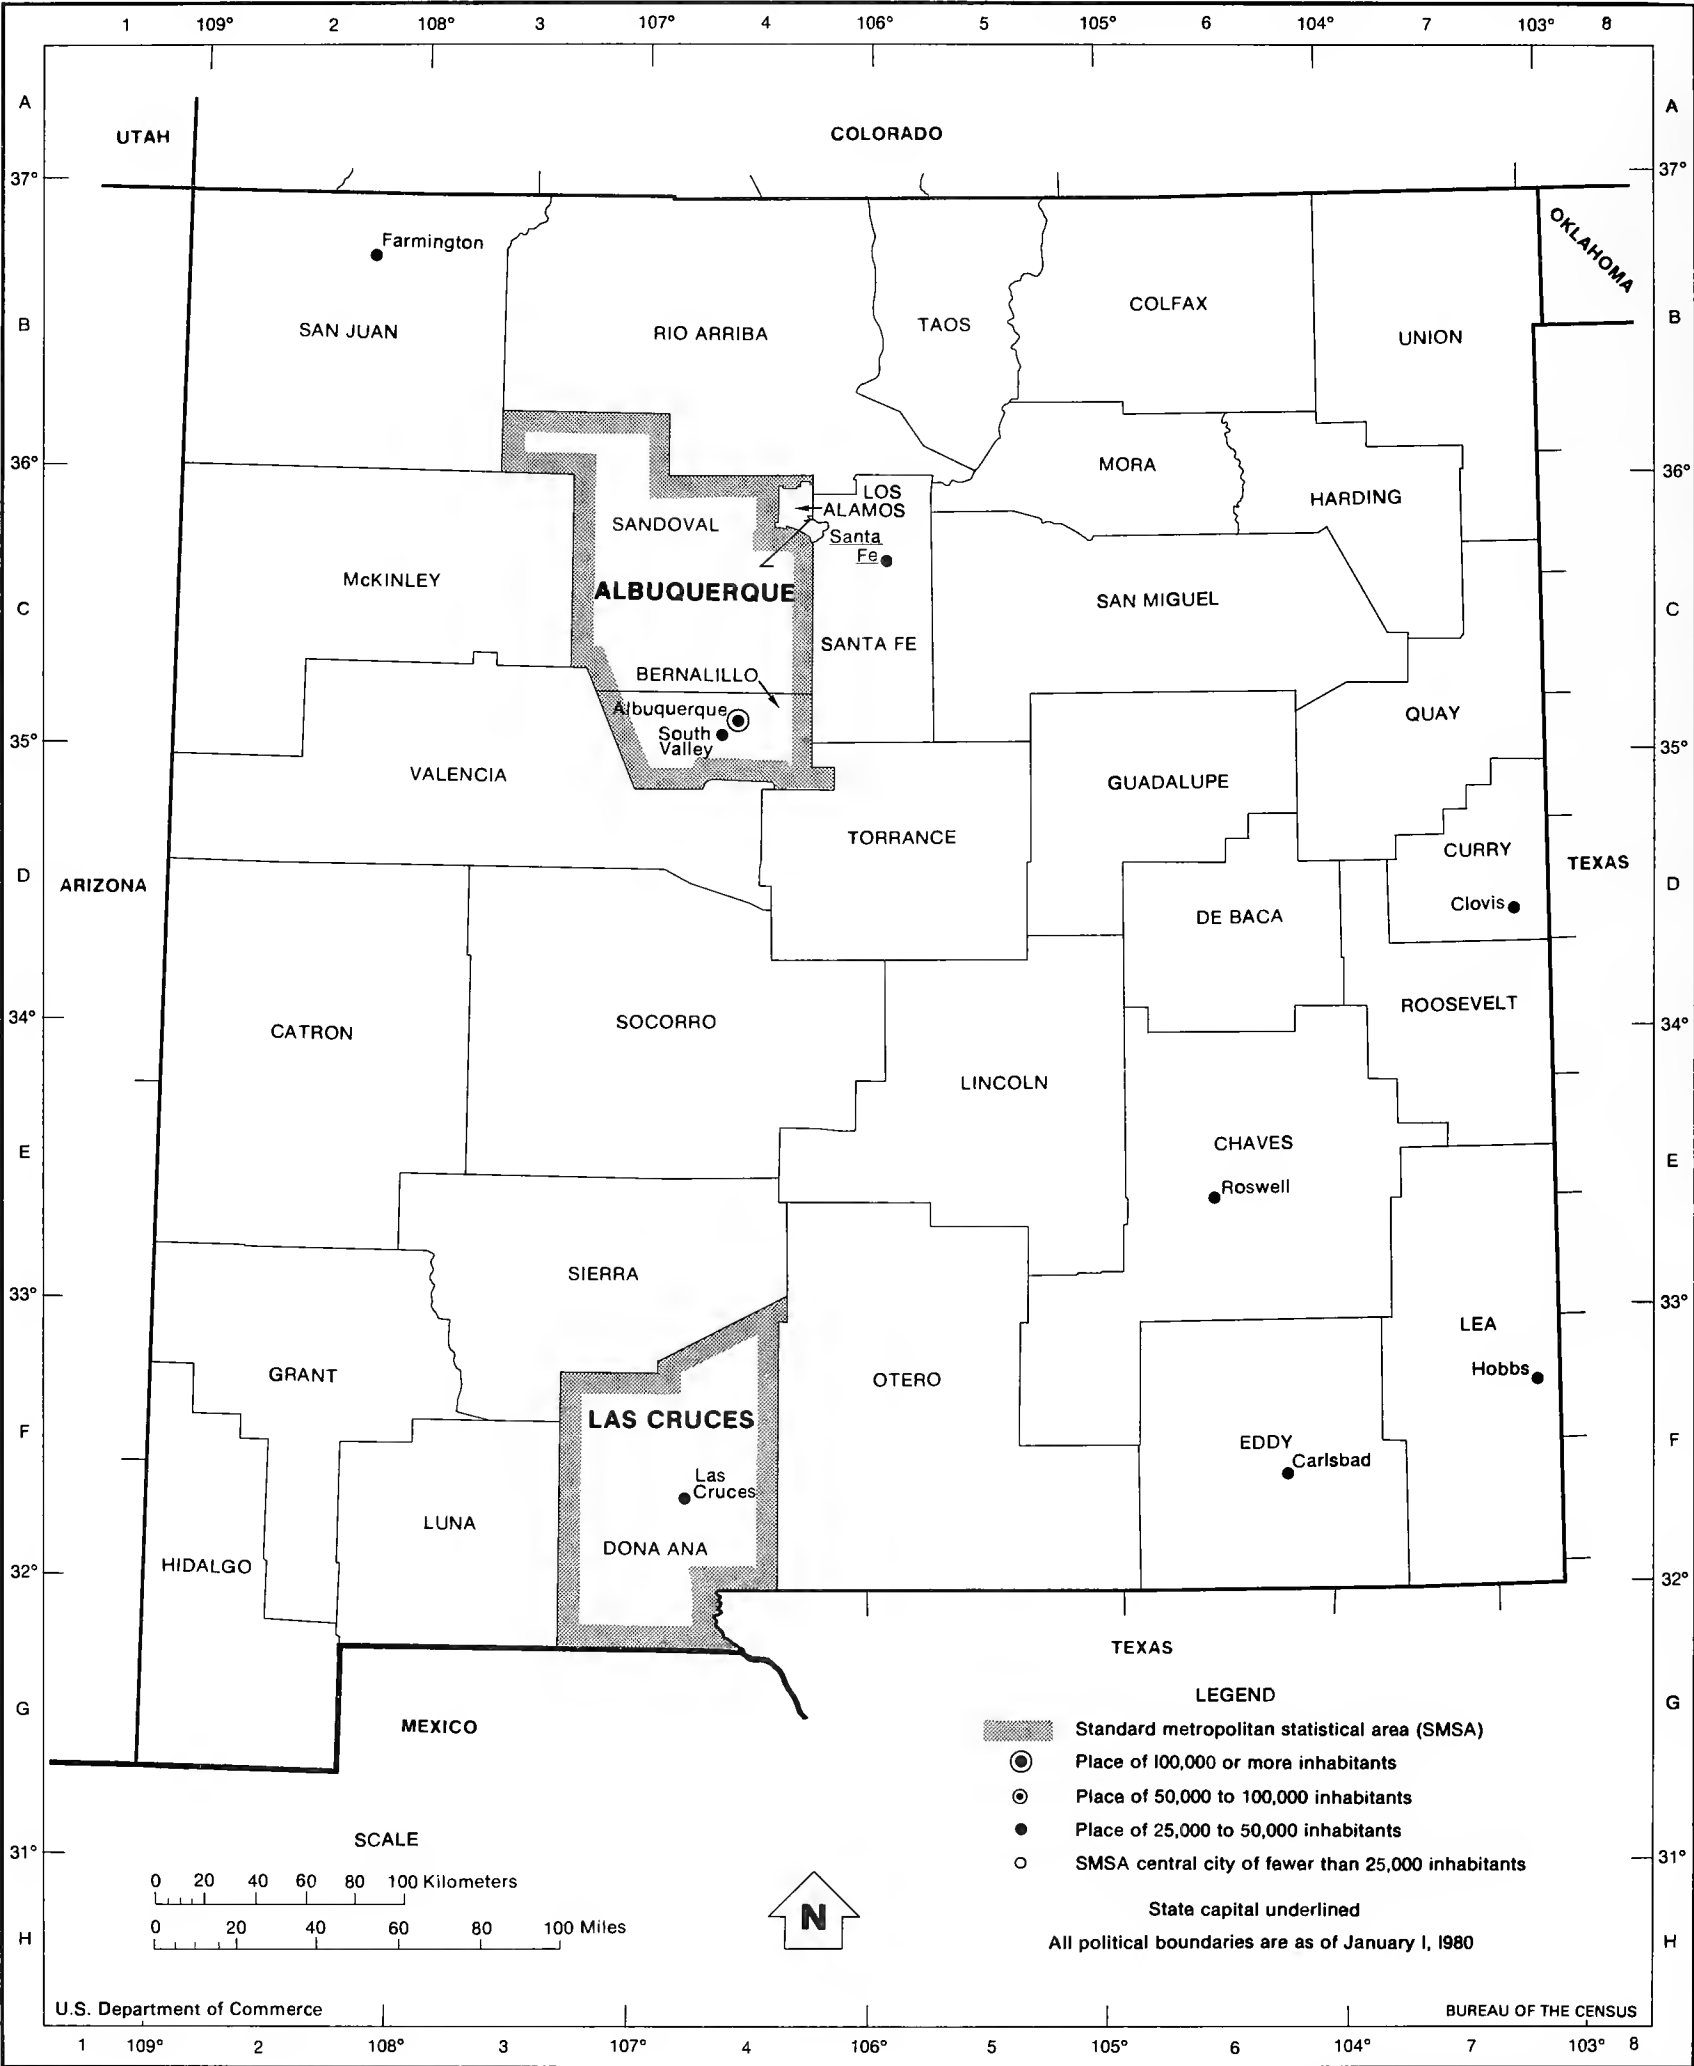 1 109° 2 108° 3 107° 4 106° 5 105° 6 104° 7 103° 8
A A
UTAH COLORADO
37° 37°
OKLAHOMA
Farmington
COLFAX
B SAN JUAN RIO ARRIBA TAOS B
UNION
36° MORA 36°
LOS
ALAMOS
HARDING
SANDOVAL
Santa
Fe
McKINLEY
ALBUQUERQUE
SAN MIGUEL
C C
SANTA FE
BERNALILLO
Albuquerque
QUAY
South
Valley
35° 35°
VALENCIA
GUADALUPE
TORRANCE
CURRY
D ARIZONA TEXAS D
Clovis
DE BACA
ROOSEVELT
34° 34°
CATRON
SOCORRO
LINCOLN
CHAVES
E E
Roswell
SIERRA
33° 33°
LEA
Hobbs
GRANT
OTERO
LAS CRUCES
F F
EDDY
Carlsbad
Las
Cruces
LUNA
DONA ANA
HIDALGO
32° 32°
TEXAS
LEGEND
G G
MEXICO
Standard metropolitan statistical area (SMSA)
Place of 100,000 or more inhabitants
Place of 50,000 to 100,000 inhabitants
Place of 25,000 to 50,000 inhabitants
SMSA central city of fewer than 25,000 inhabitants
SCALE
31° 31°
0 20 40 60 80 100 Kilometers
0 20 40 60 80 100 Miles
N
State capital underlined
H H
All political boundaries are as of January 1, 1980
U.S. Department of Commerce BUREAU OF THE CENSUS
1 109° 2 108° 3 107° 4 106° 5 105° 6 104° 7 103° 8